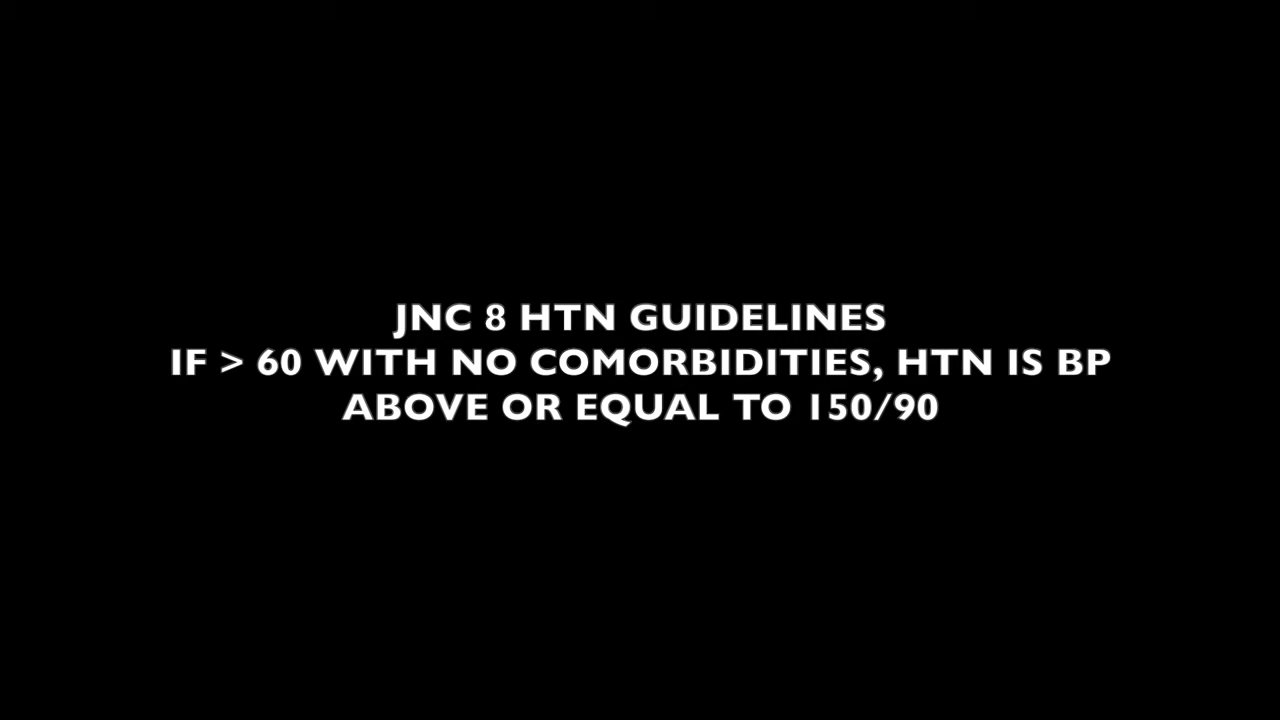 JNC 8 HTN GUIDELINES
IF > 60 WITH NO COMORBIDITIES, HTN IS BP
ABOVE OR EQUAL TO 150/90